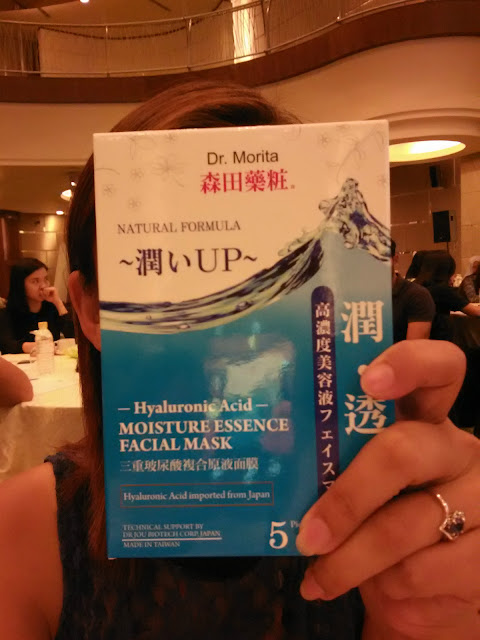 Dr. Morita
森田藥粧®
NATURAL FORMULA
~潤いUP~
潤・透
高濃度美容液フェイス
— Hyaluronic Acid —
MOISTURE ESSENCE
FACIAL MASK
三重玻尿酸複合原液面膜
Hyaluronic Acid imported from Japan
TECHNICAL SUPPORT BY
DR.JOU BIOTECH CORP. JAPAN
MADE IN TAIWAN
5